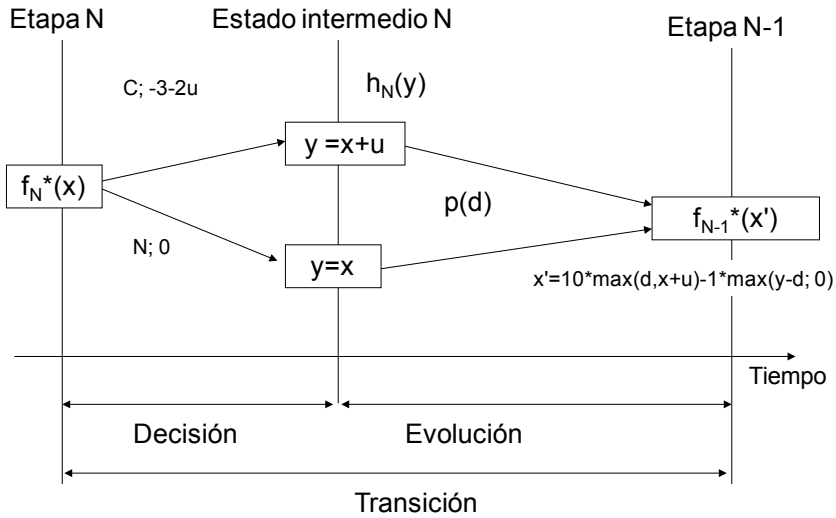 Etapa N
Estado intermedio N
Etapa N-1
C; -3-2u
h_N(y)
y =x+u
f_N*(x)
p(d)
f_{N-1}*(x')
N; 0
y=x
x'=10*max(d,x+u)-1*max(y-d; 0)
Tiempo
Decisión
Evolución
Transición